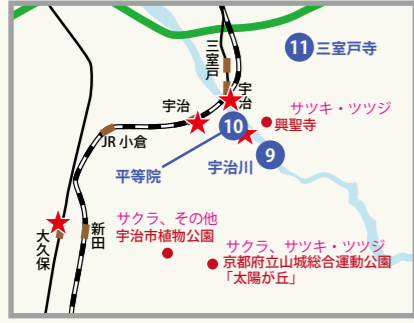 11 三室戸寺
三室戸
宇治
宇治
サツキ・ツツジ
興聖寺
10
JR 小倉
平等院
宇治川
9
サクラ、その他
宇治市植物公園
サクラ、サツキ・ツツジ
京都府立山城総合運動公園
「太陽が丘」
新田
大久保